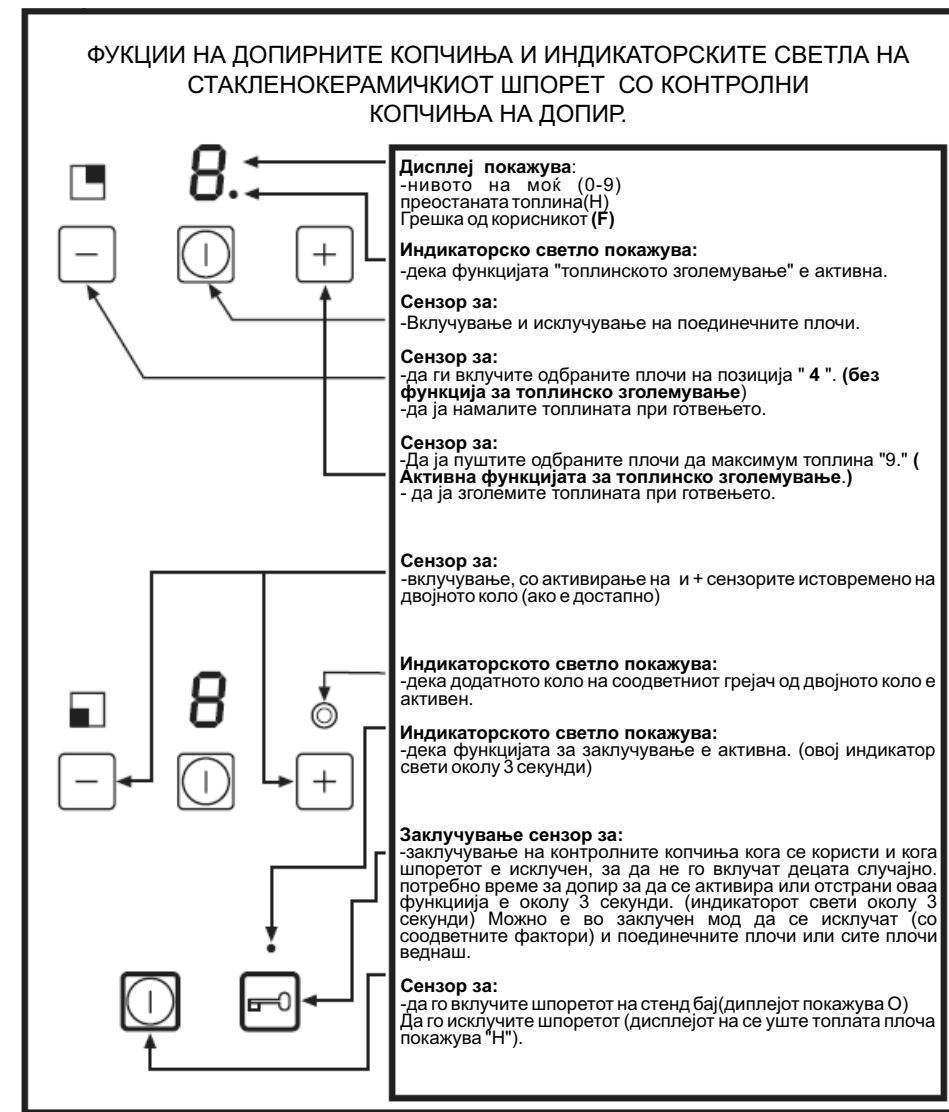 ФУКЦИИ НА ДОПИРНИТЕ КОПЧИЊА И ИНДИКАТОРСКИТЕ СВЕТЛА НА
СТАКЛЕНОКЕРАМИЧКИОТ ШПОРЕТ СО КОНТРОЛНИ
КОПЧИЊА НА ДОПИР.
8.
Дисплеј покажува:
-нивото на моќ (0-9)
преостаната топлина(H)
Грешка од корисникот (F)
Индикаторско светло покажува:
-дека функцијата "топлинското зголемување" е активна.
Сензор за:
-Вклучување и исклучување на поединечните плочи.
Сензор за:
-да ги вклучите одбраните плочи на позиција " 4 ". (без
функција за топлинско зголемување)
-да ја намалите топлината при готвењето.
Сензор за:
-Да ја пуштите одбраните плочи да максимум топлина "9." (
Активна функцијата за топлинско зголемување.)
- да ја зголемите топлината при готвењето.
Сензор за:
-вклучување, со активирање на и + сензорите истовремено на
двојното коло (ако е достапно)
8
Индикаторското светло покажува:
-дека додатното коло на соодветниот грејач од двојното коло е
активен.
Индикаторското светло покажува:
-дека функцијата за заклучување е активна. (овој индикатор
свети околу 3 секунди)
Заклучување сензор за:
-заклучување на контролните копчиња кога се користи и кога
шпоретот е исклучен, за да не го вклучат децата случајно.
потребно време за допир за да се активира или отстрани оваа
функциија е околу 3 секунди. (индикаторот свети околу 3
секунди) Можно е во заклучен мод да се исклучат (со
соодветните фактори) и поединечните плочи или сите плочи
веднаш.
Сензор за:
-да го вклучите шпоретот на стенд бај(диплејот покажува О)
Да го исклучите шпоретот (дисплејот на се уште топлата плоча
покажува "H").